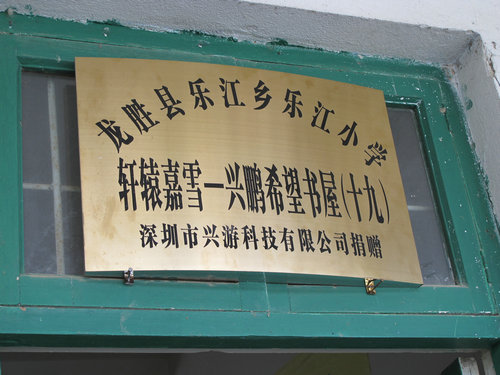 龙胜县乐江乡乐江小学
轩辕嘉雪一兴鹏希望书屋(十九)
深圳市兴游科技有限公司捐赠